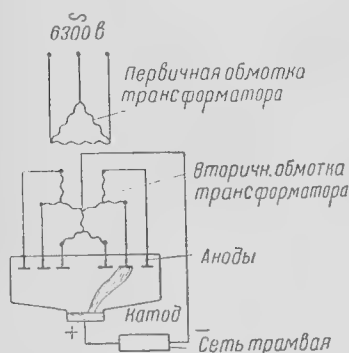 ∽
6300 в
Первичная обмотка
трансформатора
Вторичн. обмотка
трансформатора
Аноды
Катод
+
−
Сеть трамвая